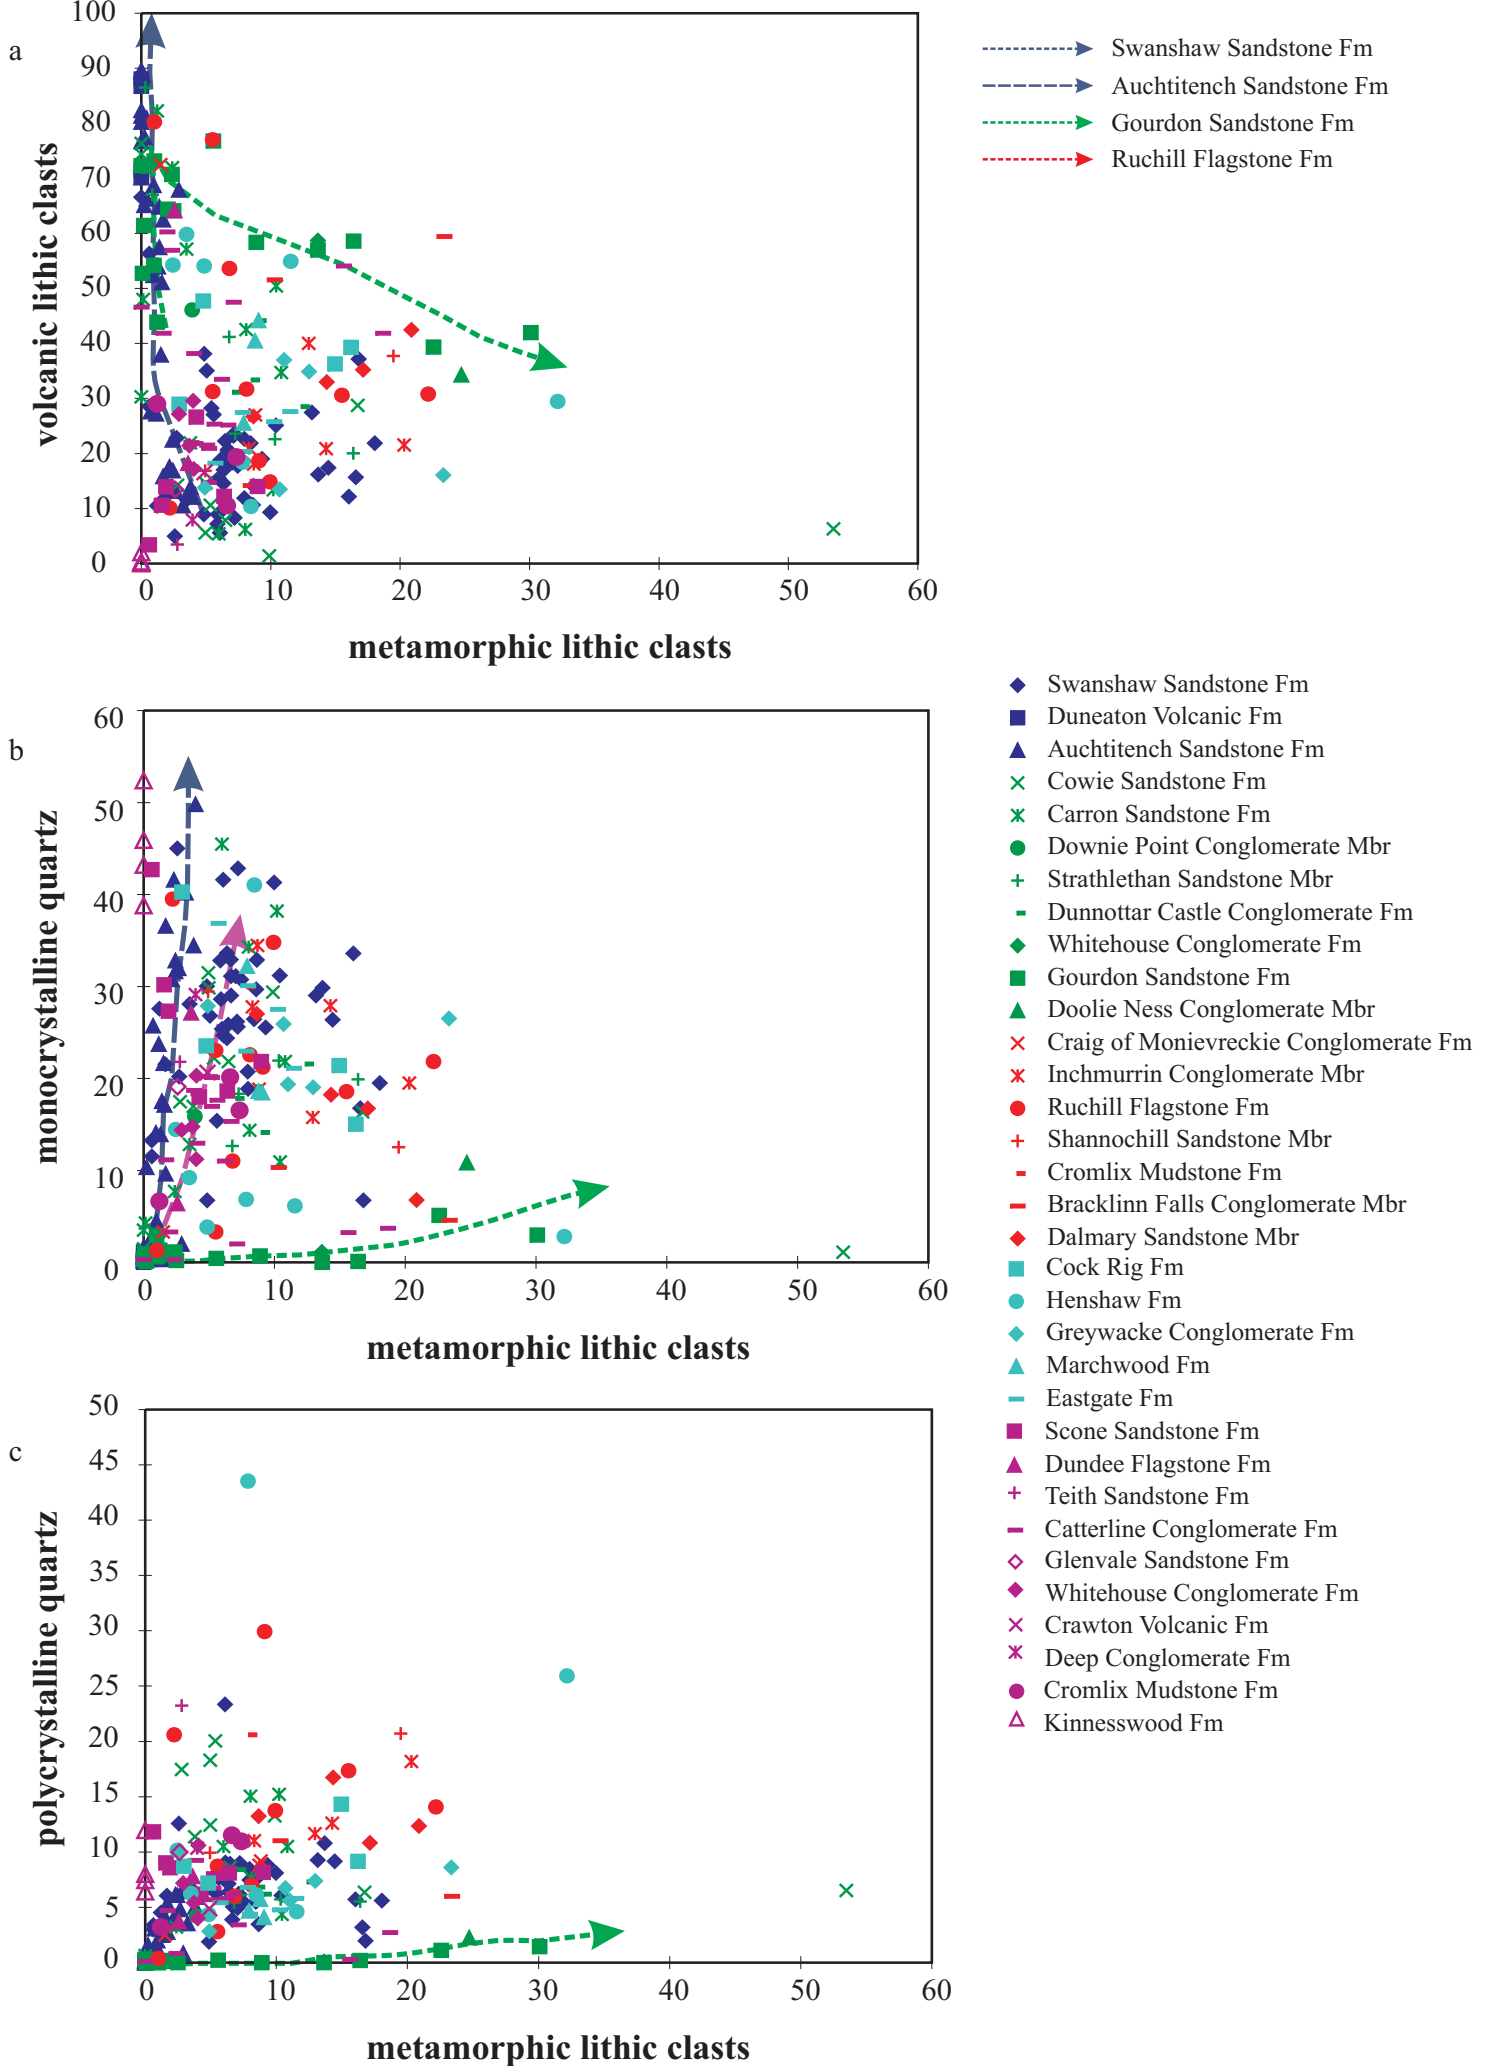 a
100
90
80
70
60
50
40
30
20
10
0
volcanic lithic clasts
0 10 20 30 40 50 60
metamorphic lithic clasts
Swanshaw Sandstone Fm
Auchtitench Sandstone Fm
Gourdon Sandstone Fm
Ruchill Flagstone Fm
b
60
50
40
30
20
10
0
monocrystalline quartz
0 10 20 30 40 50 60
metamorphic lithic clasts
c
50
45
40
35
30
25
20
15
10
5
0
polycrystalline quartz
0 10 20 30 40 50 60
metamorphic lithic clasts
Swanshaw Sandstone Fm
Duneaton Volcanic Fm
Auchtitench Sandstone Fm
Cowie Sandstone Fm
Carron Sandstone Fm
Downie Point Conglomerate Mbr
Strathlethan Sandstone Mbr
Dunnottar Castle Conglomerate Fm
Whitehouse Conglomerate Fm
Gourdon Sandstone Fm
Doolie Ness Conglomerate Mbr
Craig of Monievreckie Conglomerate Fm
Inchmurrin Conglomerate Mbr
Ruchill Flagstone Fm
Shannochill Sandstone Mbr
Cromlix Mudstone Fm
Bracklinn Falls Conglomerate Mbr
Dalmary Sandstone Mbr
Cock Rig Fm
Henshaw Fm
Greywacke Conglomerate Fm
Marchwood Fm
Eastgate Fm
Scone Sandstone Fm
Dundee Flagstone Fm
Teith Sandstone Fm
Catterline Conglomerate Fm
Glenvale Sandstone Fm
Whitehouse Conglomerate Fm
Crawton Volcanic Fm
Deep Conglomerate Fm
Cromlix Mudstone Fm
Kinnesswood Fm